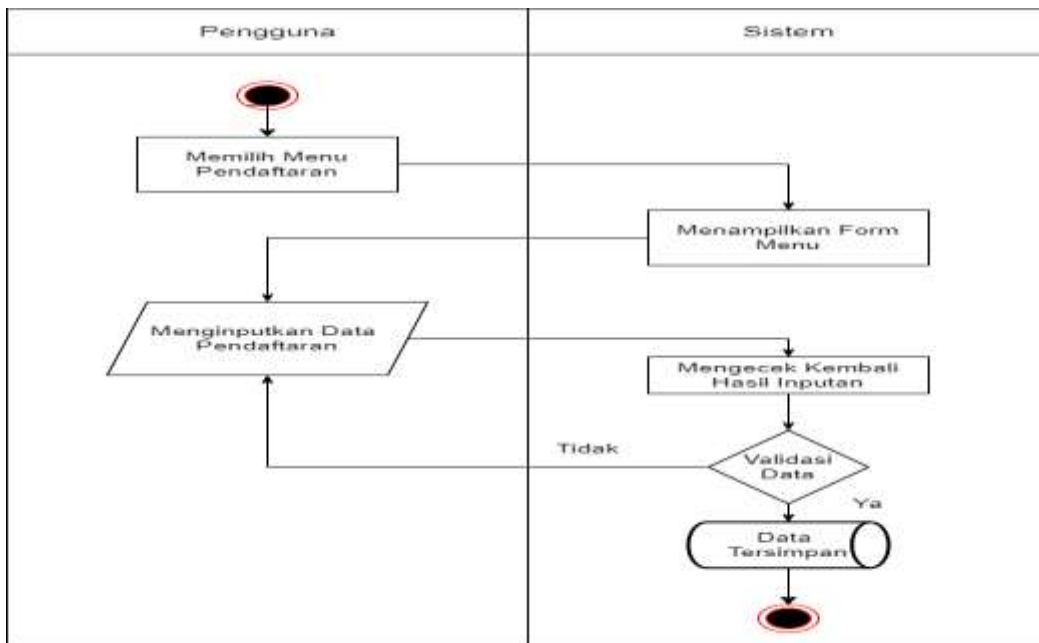 Pengguna
Sistem
Memilih Menu
Pendaftaran
Menampilkan Form
Menu
Menginputkan Data
Pendaftaran
Mengecek Kembali
Hasil Inputan
Tidak
Validasi
Data
Ya
Data
Tersimpan